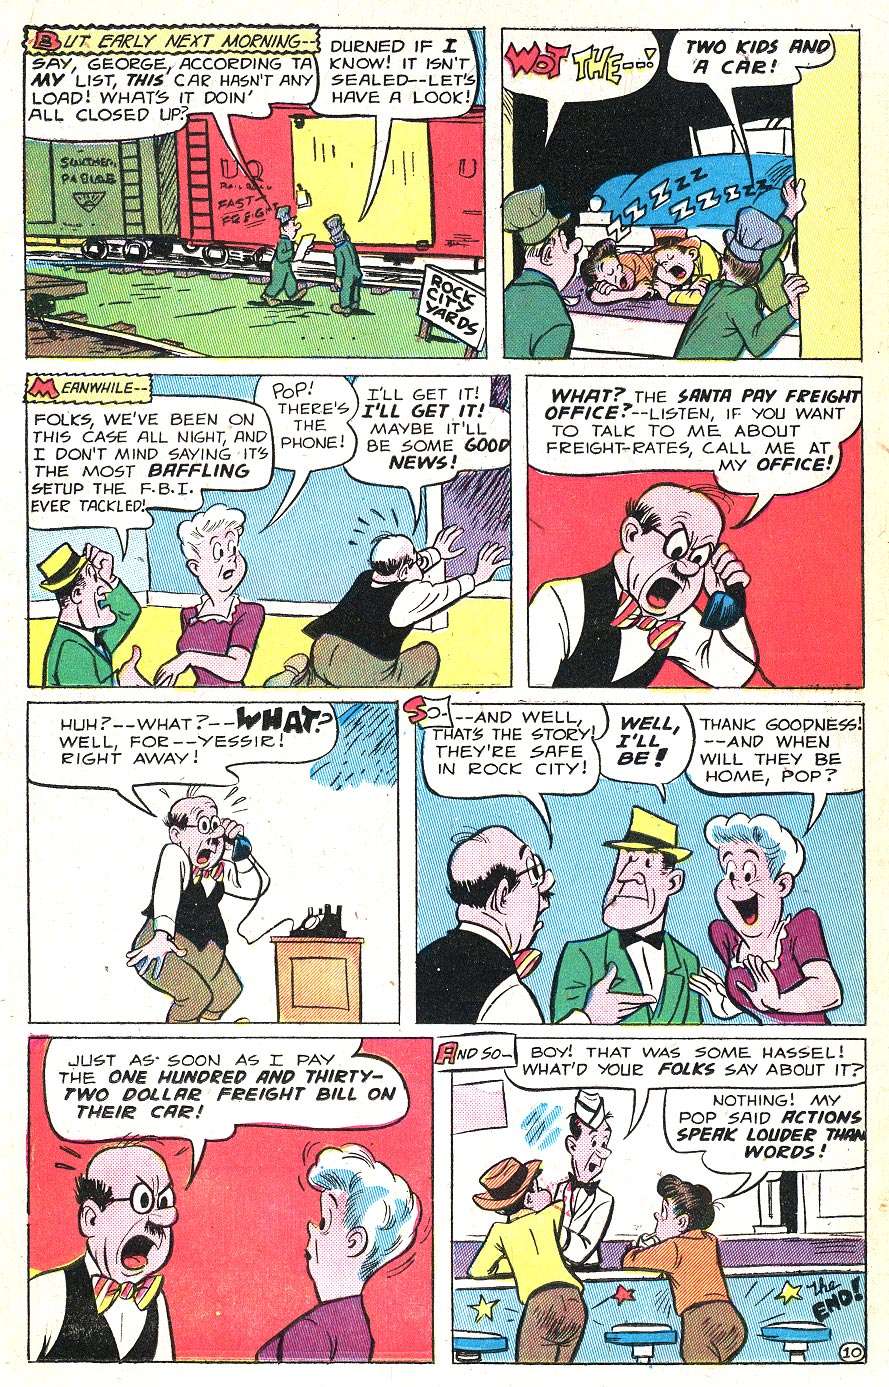 BUT EARLY NEXT MORNING--
SAY, GEORGE, ACCORDING TA
MY LIST, THIS CAR HASN'T ANY
LOAD! WHAT'S IT DOIN'
ALL CLOSED UP?
DURNED IF I
KNOW! IT ISN'T
SEALED--LET'S
HAVE A LOOK!
UQ
FAST
FREIGHT
ROCK
CITY
YARDS
WOT THE--!
TWO KIDS AND
A CAR!
ZZZZZZ
ZZZZZZZ
MEANWHILE--
FOLKS, WE'VE BEEN ON
THIS CASE ALL NIGHT, AND
I DON'T MIND SAYING IT'S
THE MOST BAFFLING
SETUP THE F.B.I.
EVER TACKLED!
POP!
THERE'S
THE
PHONE!
I'LL GET IT!
I'LL GET IT!
MAYBE IT'LL
BE SOME GOOD
NEWS!
WHAT? THE SANTA PAY FREIGHT
OFFICE?--LISTEN, IF YOU WANT
TO TALK TO ME ABOUT
FREIGHT-RATES, CALL ME AT
MY OFFICE!
HUH?--WHAT?--WHAT?
WELL, FOR--YESSIR!
RIGHT AWAY!
SO-
--AND WELL,
THAT'S THE STORY!
THEY'RE SAFE
IN ROCK CITY!
WELL,
I'LL
BE!
THANK GOODNESS!
--AND WHEN
WILL THEY BE
HOME, POP?
JUST AS SOON AS I PAY
THE ONE HUNDRED AND THIRTY-
TWO DOLLAR FREIGHT BILL ON
THEIR CAR!
AND SO-
BOY! THAT WAS SOME HASSEL!
WHAT'D YOUR FOLKS SAY ABOUT IT?
NOTHING! MY
POP SAID ACTIONS
SPEAK LOUDER THAN
WORDS!
The
END!
10